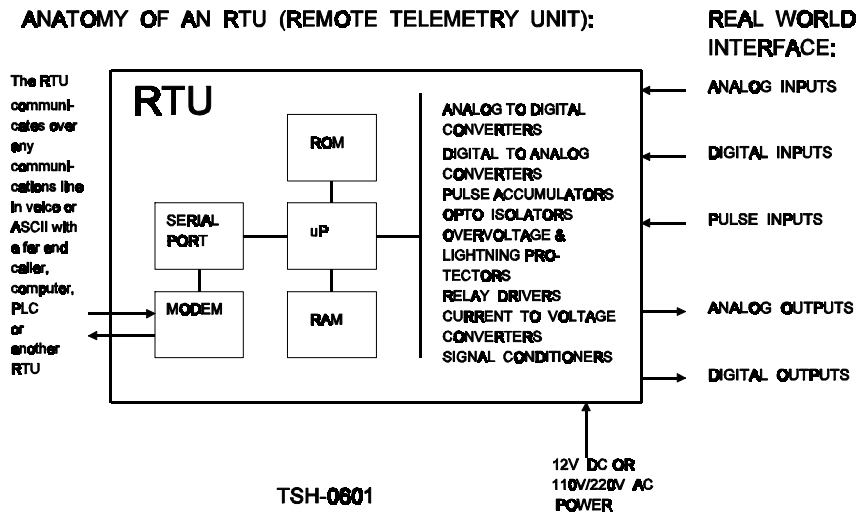 ANATOMY OF AN RTU (REMOTE TELEMETRY UNIT):
REAL WORLD
INTERFACE:
The RTU
communi-
cates over
any
communi-
cations line
in voice or
ASCII with
a far end
caller,
computer,
PLC
or
another
RTU
RTU
ROM
SERIAL
PORT
uP
MODEM
RAM
ANALOG TO DIGITAL
CONVERTERS
DIGITAL TO ANALOG
CONVERTERS
PULSE ACCUMULATORS
OPTO ISOLATORS
OVERVOLTAGE &
LIGHTNING PRO-
TECTORS
RELAY DRIVERS
CURRENT TO VOLTAGE
CONVERTERS
SIGNAL CONDITIONERS
ANALOG INPUTS
DIGITAL INPUTS
PULSE INPUTS
ANALOG OUTPUTS
DIGITAL OUTPUTS
12V DC OR
110V/220V AC
POWER
TSH-0601